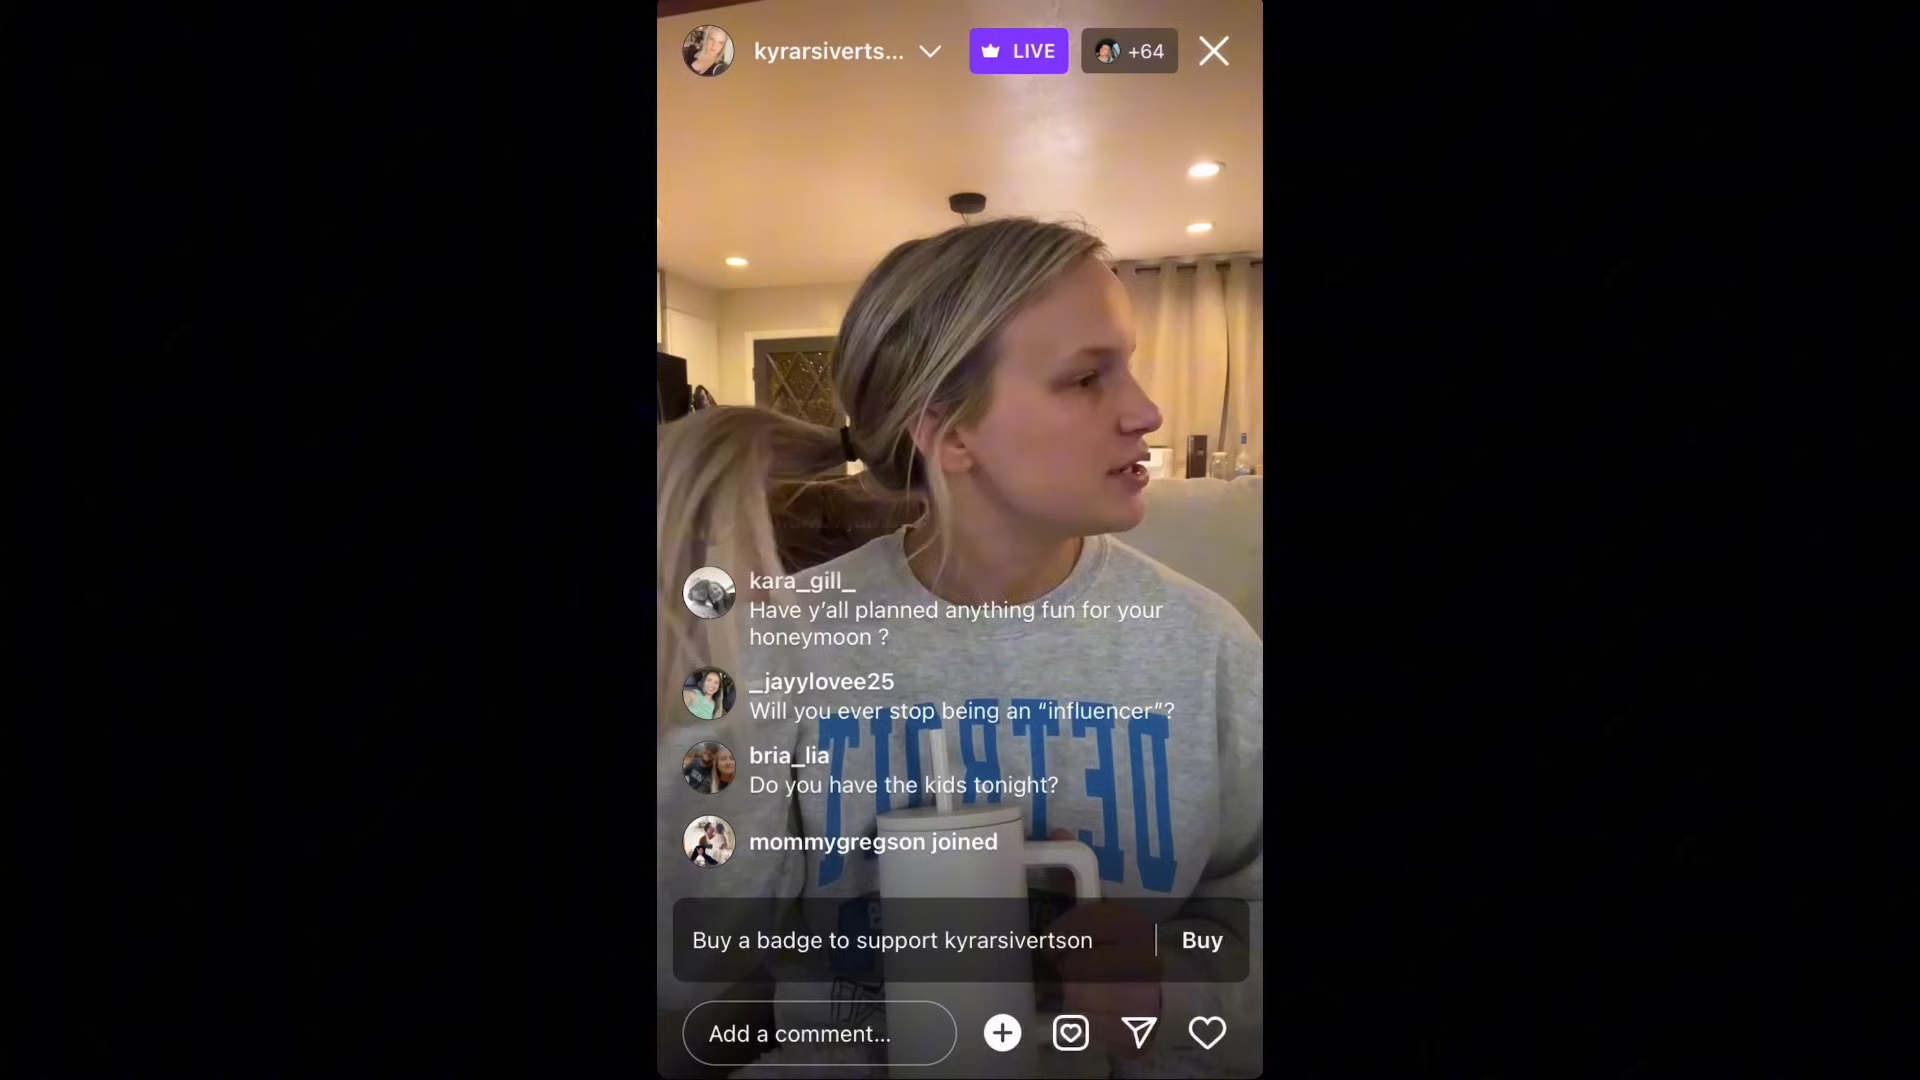 kyrarsiverts...
LIVE
+64
kara_gill_
Have y’all planned anything fun for your
honeymoon ?
_jayylovee25
Will you ever stop being an “influencer”?
DETROIT
bria_lia
Do you have the kids tonight?
mommygregson joined
Buy a badge to support kyrarsivertson
Buy
Add a comment...